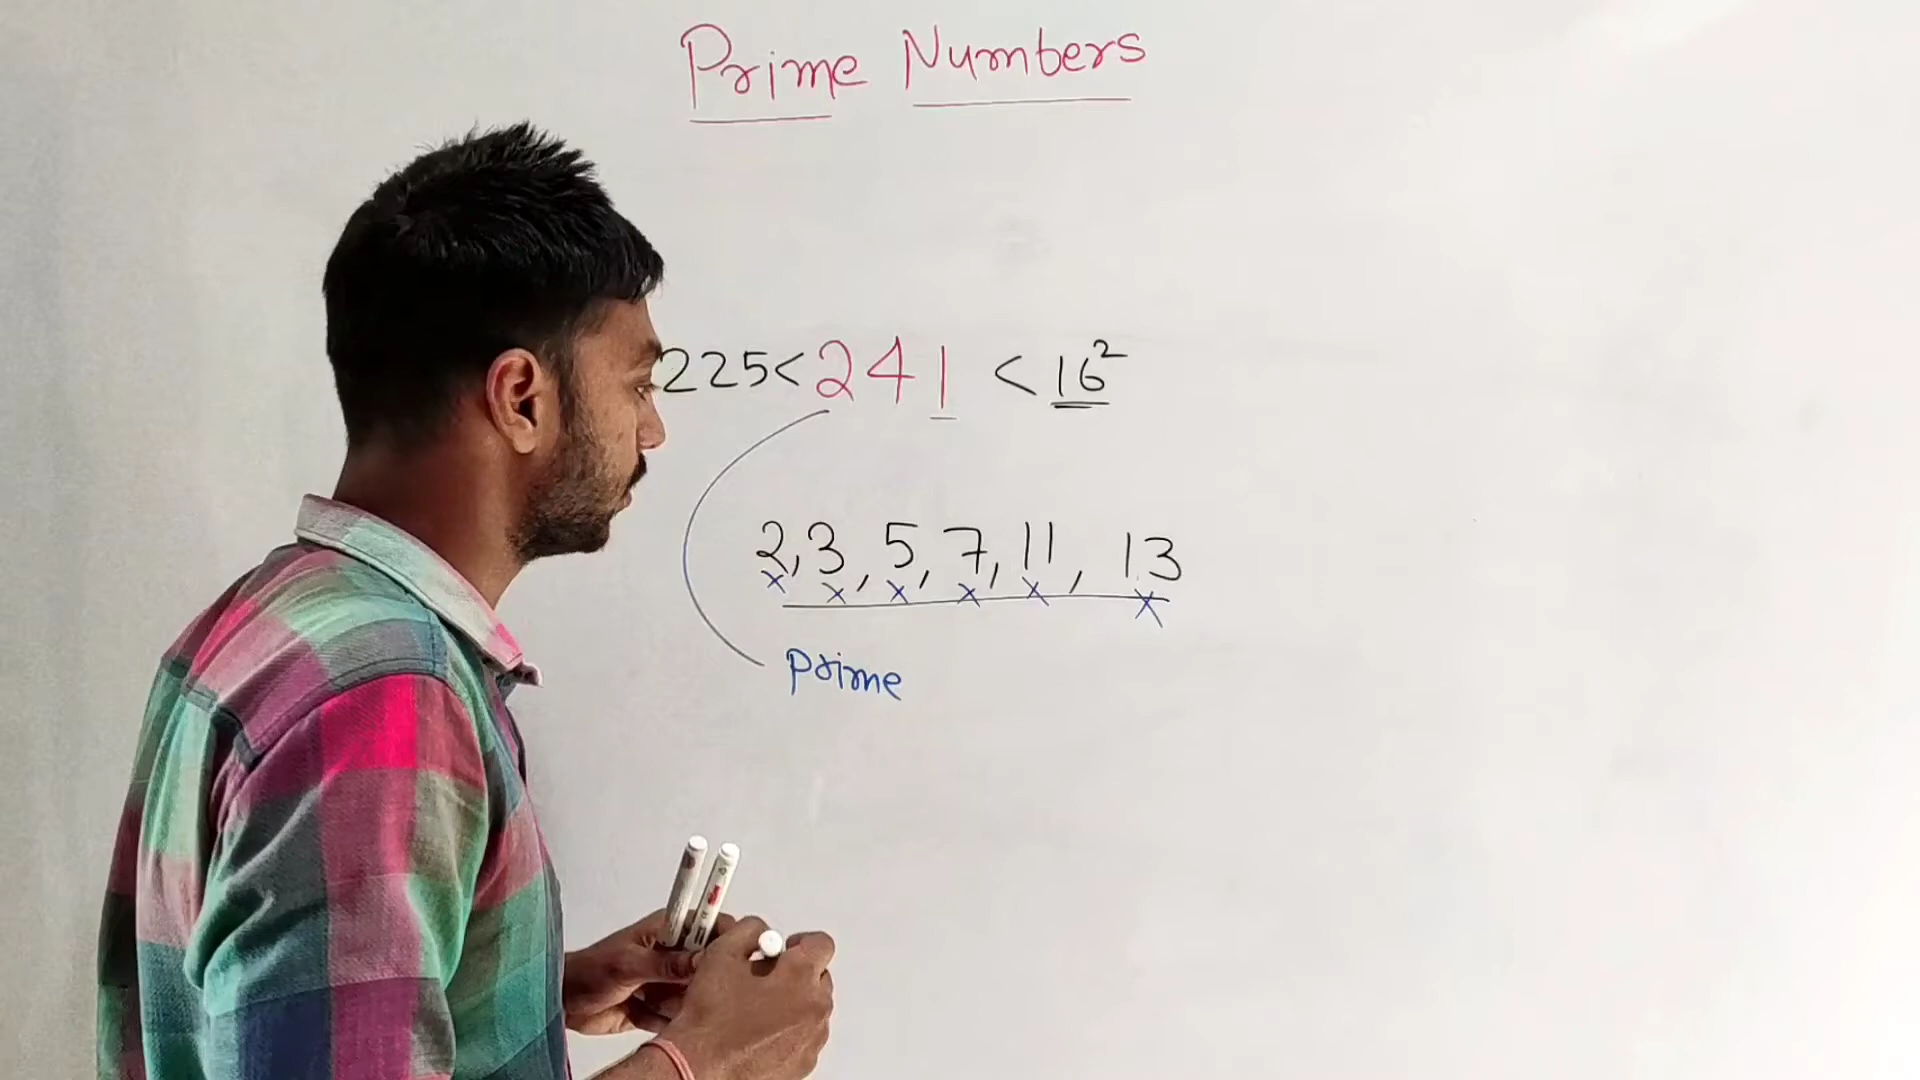 Prime Numbers
225 < 241 < 16²
2, 3, 5, 7, 11, 13
x x x x x x
prime